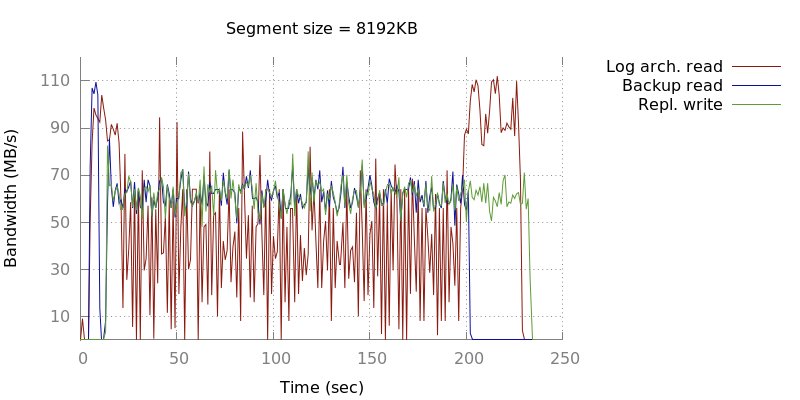 Segment size = 8192KB
Log arch. read
Backup read
Repl. write
Bandwidth (MB/s)
110
90
70
50
30
10
0 50 100 150 200 250
Time (sec)